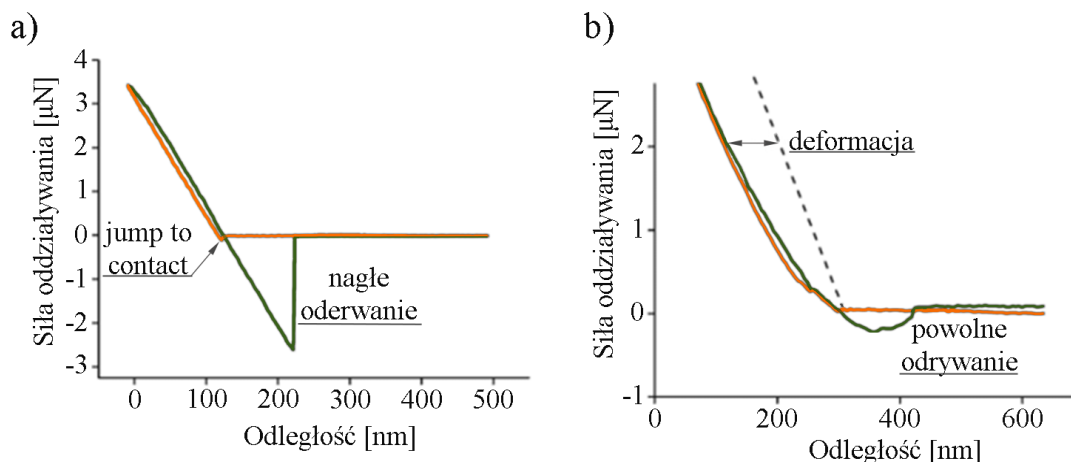 a)
Siła oddziaływania [µN]
4
3
2
1
0
-1
-2
-3
jump to
contact
nagłe
oderwanie
0 100 200 300 400 500
Odległość [nm]
b)
Siła oddziaływania [µN]
2
1
0
-1
deformacja
powolne
odrywanie
0 200 400 600
Odległość [nm]